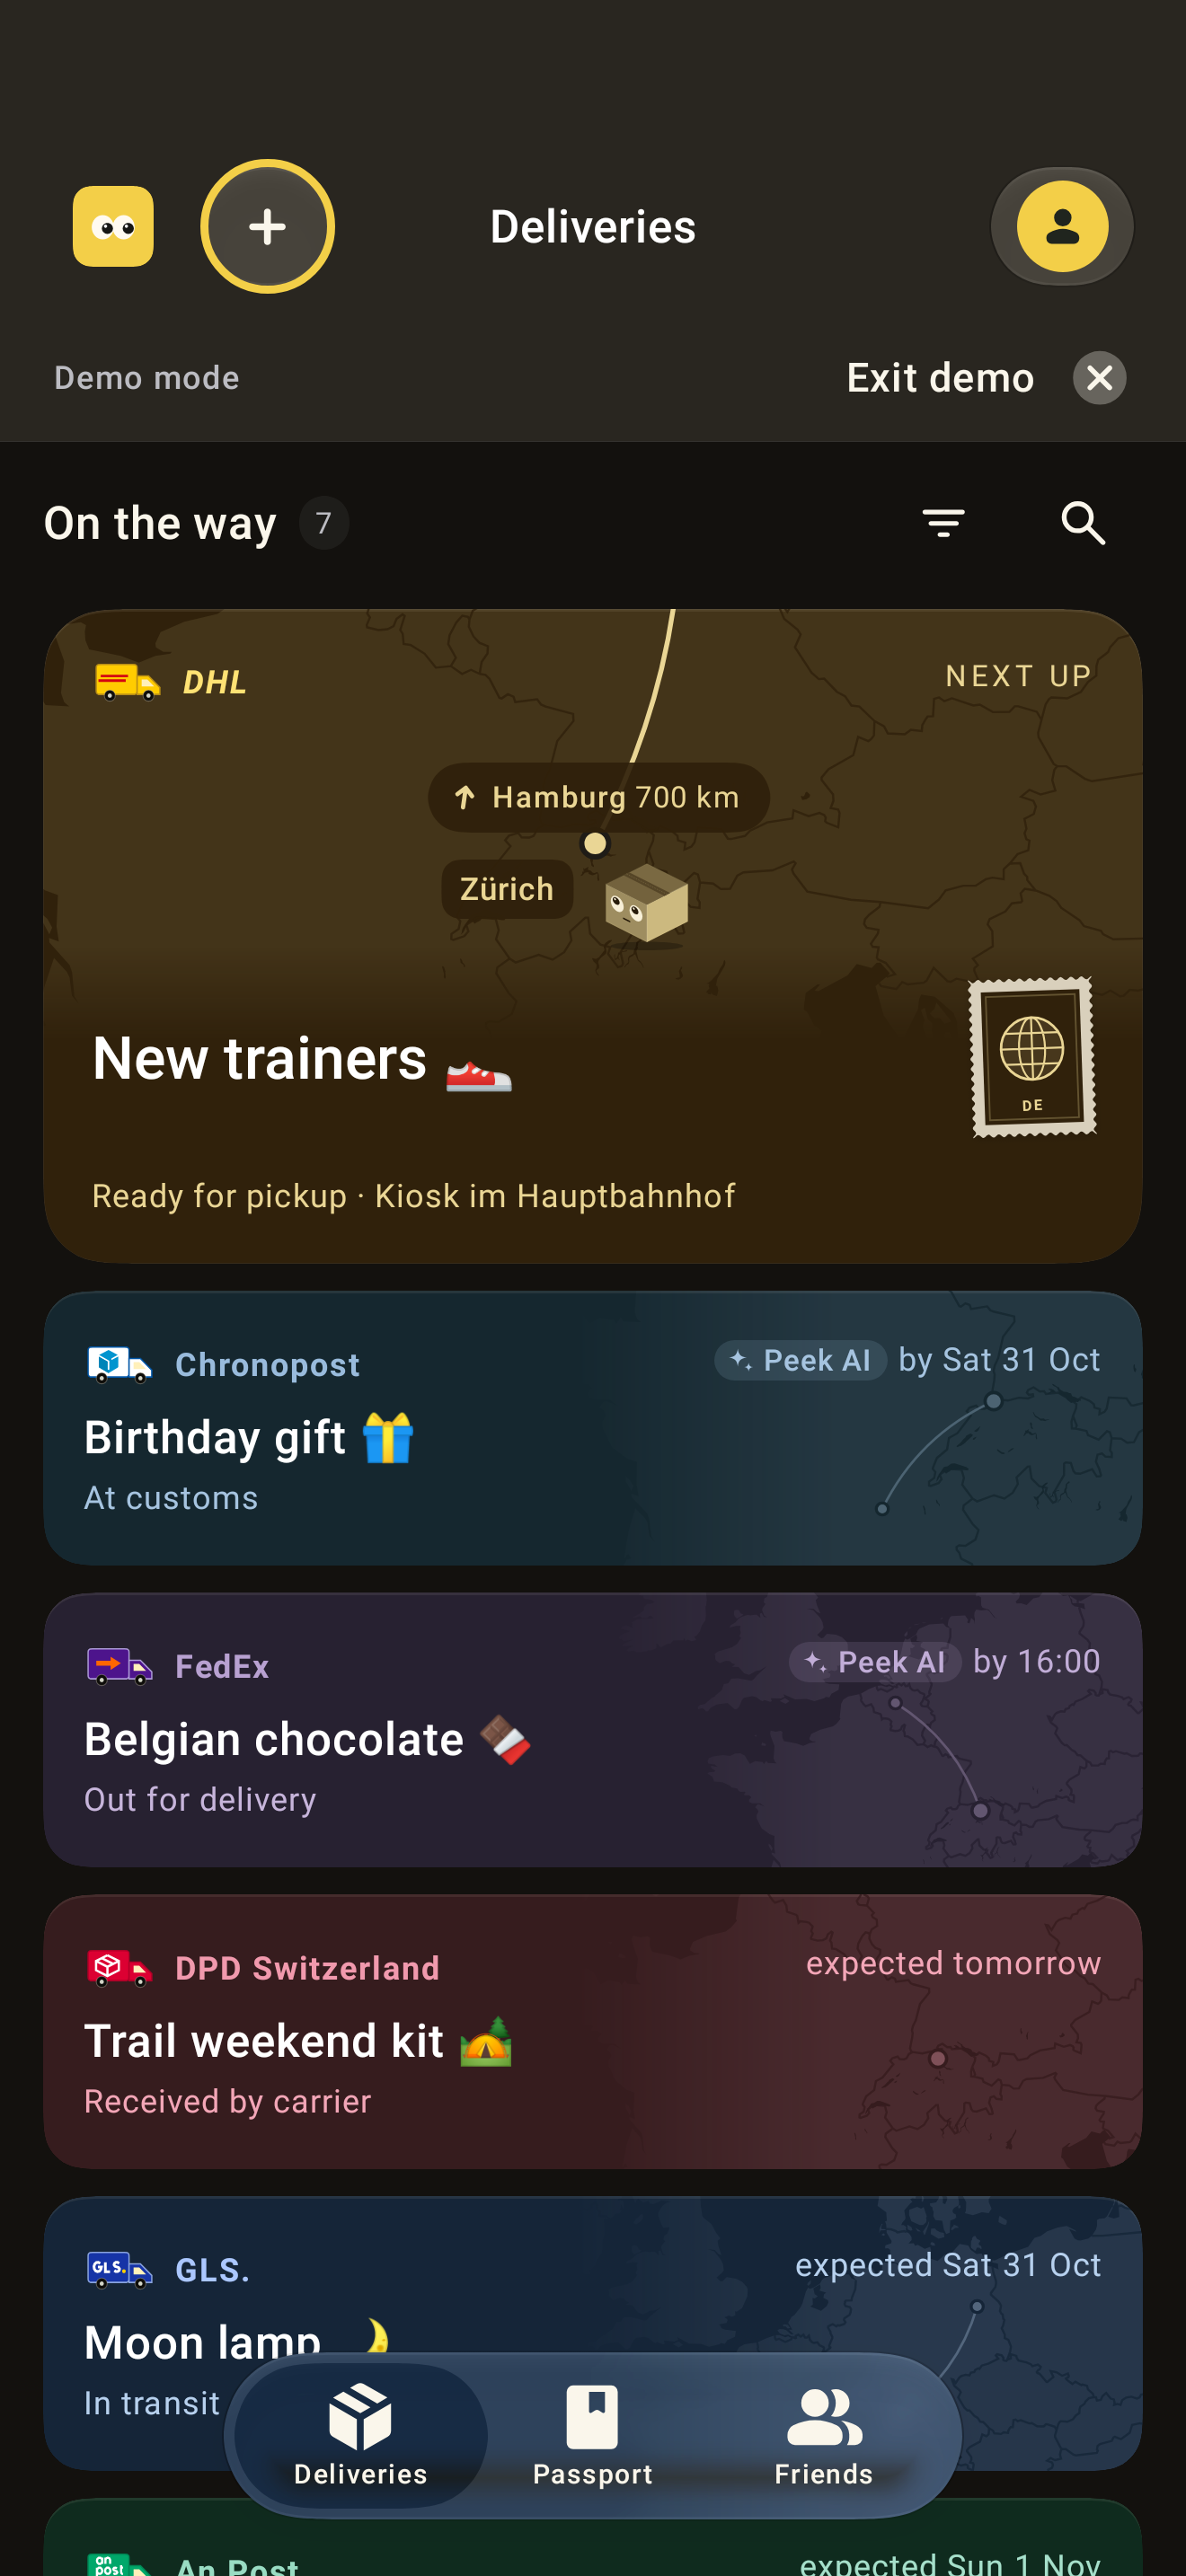 Deliveries
Demo mode
Exit demo
On the way 7
DHL
NEXT UP
Hamburg 700 km
Zürich
New trainers
DE
Ready for pickup · Kiosk im Hauptbahnhof
Chronopost
Peek AI by Sat 31 Oct
Birthday gift
At customs
FedEx
Peek AI by 16:00
Belgian chocolate
Out for delivery
DPD Switzerland
expected tomorrow
Trail weekend kit
Received by carrier
GLS.
GLS.
expected Sat 31 Oct
Moon lamp
In transit
Deliveries
Passport
Friends
an
post
An Post
expected Sun 1 Nov